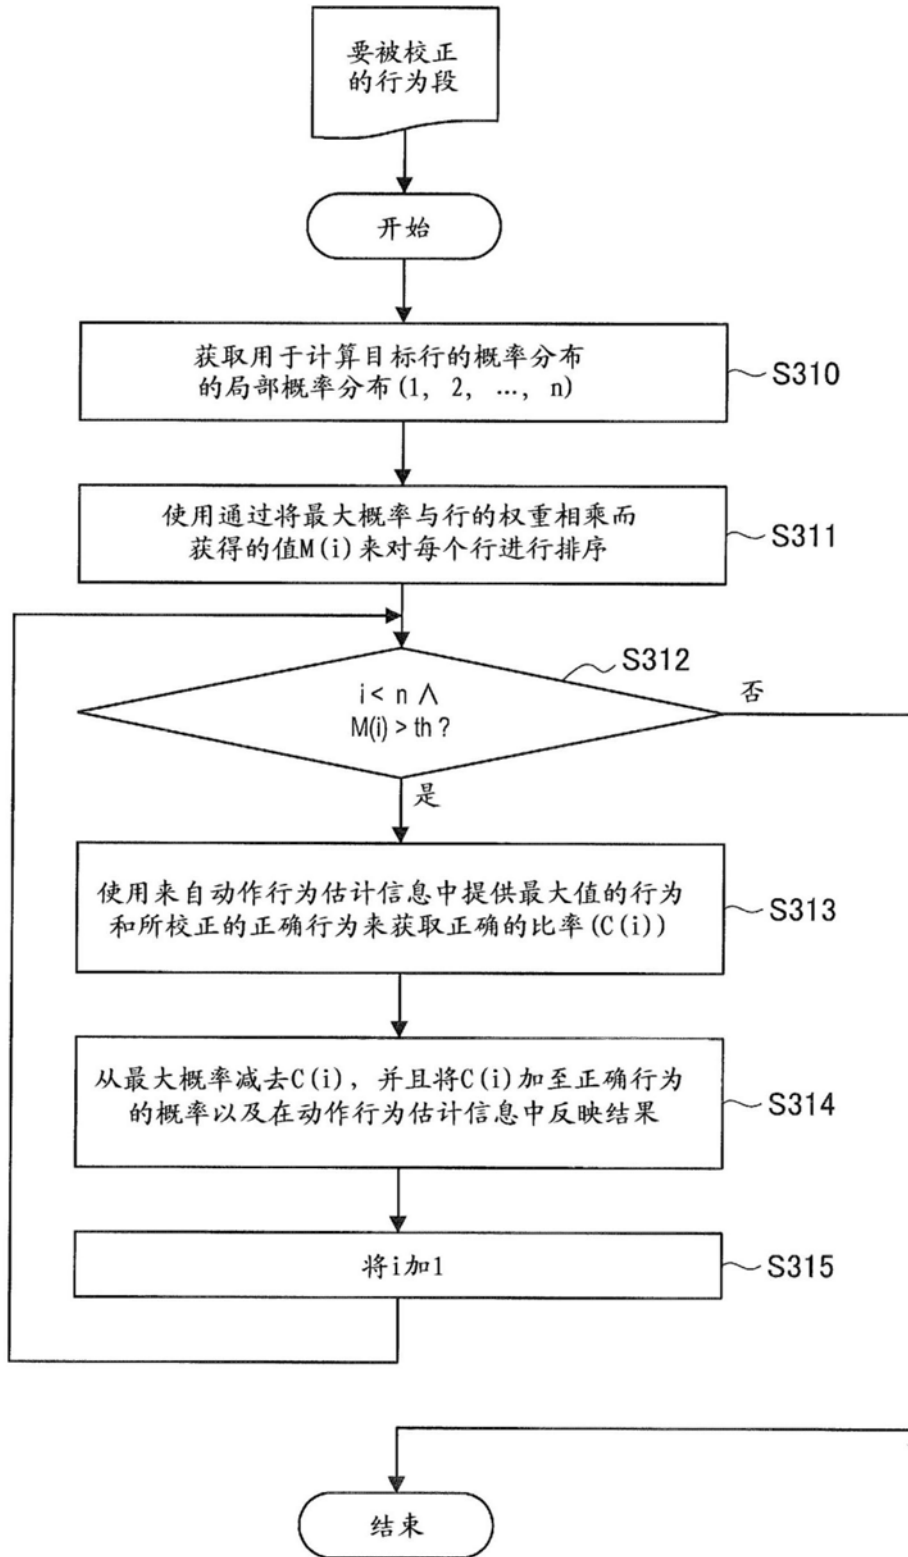 要被校正
的行为段
开始
获取用于计算目标行的概率分布
的局部概率分布(1, 2, …, n)
S310
使用通过将最大概率与行的权重相乘而
获得的值M(i)来对每个行进行排序
S311
S312
i < n ∧
M(i) > th ?
否
是
使用来自动作行为估计信息中提供最大值的行为
和所校正的正确行为来获取正确的比率(C(i))
S313
从最大概率减去C(i), 并且将C(i)加至正确行为
的概率以及在动作行为估计信息中反映结果
S314
将i加1
S315
结束